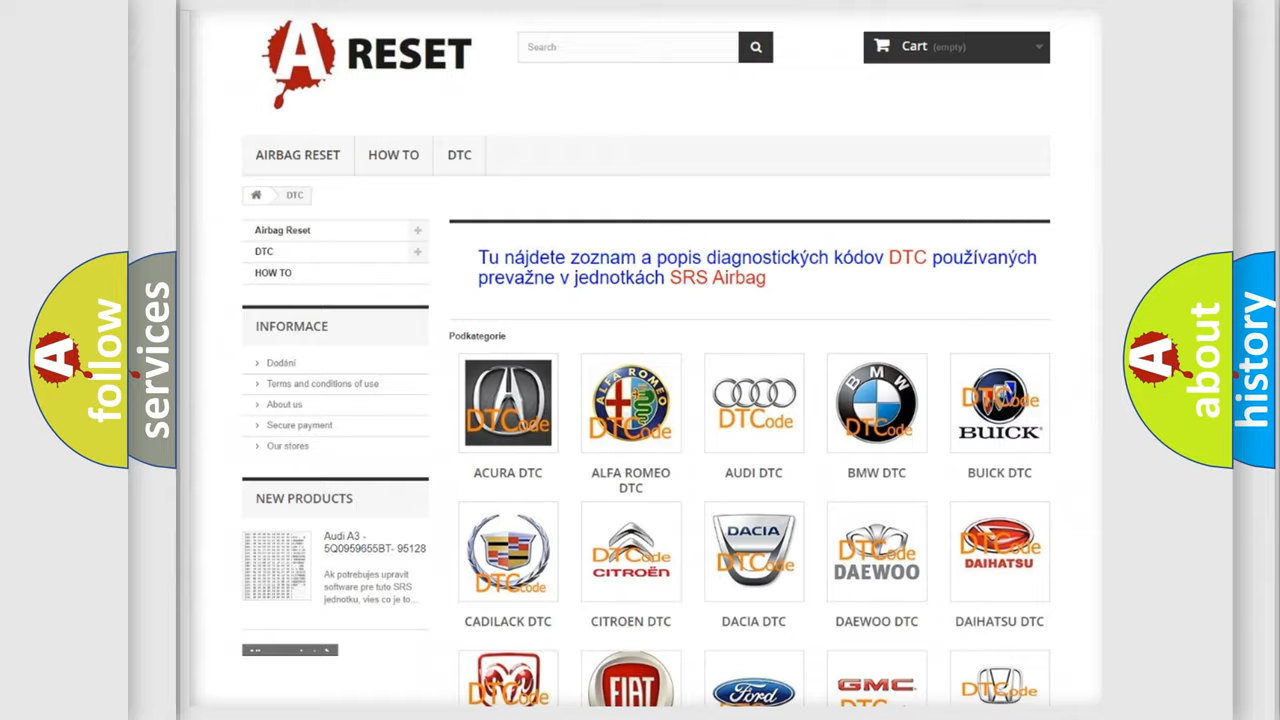 A RESET
Search
Cart (empty)
AIRBAG RESET
HOW TO
DTC
DTC
Airbag Reset
DTC
HOW TO
INFORMACE
Dodání
Terms and conditions of use
About us
Secure payment
Our stores
NEW PRODUCTS
Audi A3 -
5Q0959655BT- 95128
Ak potrebujes upravit
software pre tuto SRS
jednotku, vies co je to...
Tu nájdete zoznam a popis diagnostických kódov DTC používaných
prevažne v jednotkách SRS Airbag
Podkategorie
DTCode
ALFA ROMEO
DTCode
DTCode
BMW
DTCode
DTCode
BUICK
ACURA DTC
ALFA ROMEO
DTC
AUDI DTC
BMW DTC
BUICK DTC
DTCode
DTCode
CITROËN
DACIA
DTCode
DTCode
DAEWOO
DTCode
DAIHATSU
CADILACK DTC
CITROEN DTC
DACIA DTC
DAEWOO DTC
DAIHATSU DTC
DTCode
FIAT
Ford
GMC
DTCode
A follow
services
A about
history